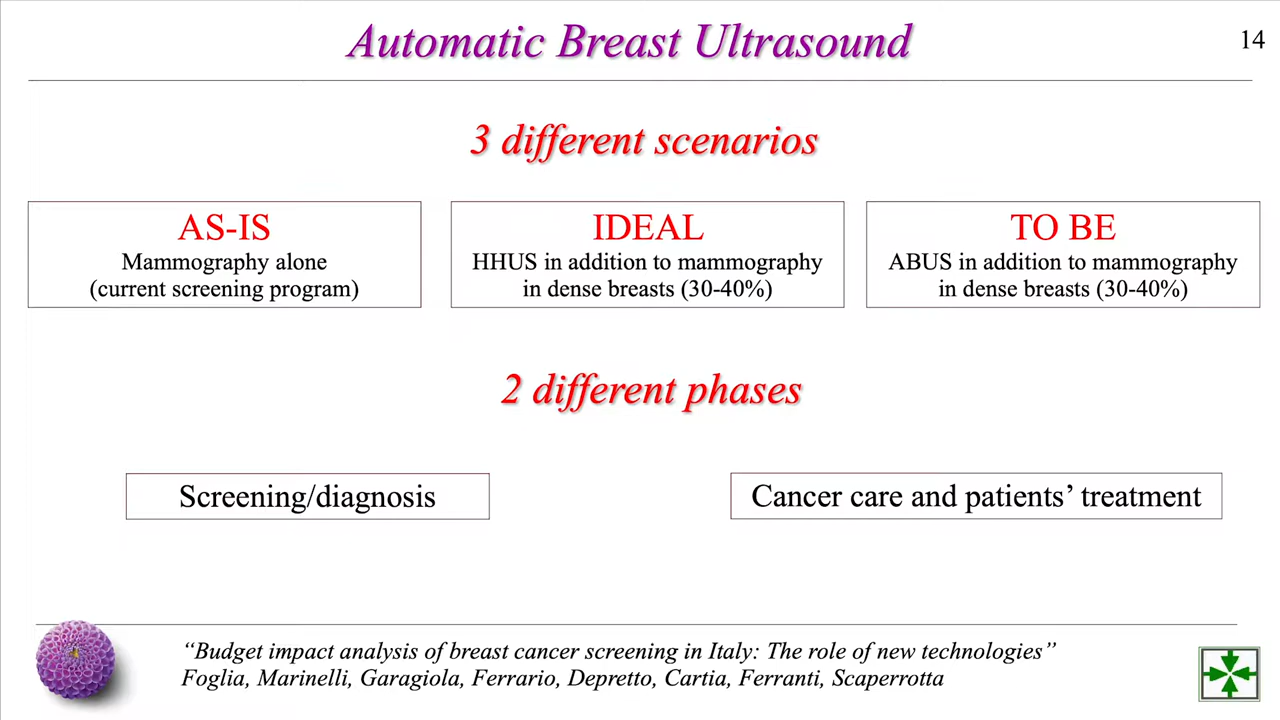 Automatic Breast Ultrasound
14
3 different scenarios
AS-IS
Mammography alone
(current screening program)
IDEAL
HHUS in addition to mammography
in dense breasts (30-40%)
TO BE
ABUS in addition to mammography
in dense breasts (30-40%)
2 different phases
Screening/diagnosis
Cancer care and patients’ treatment
“Budget impact analysis of breast cancer screening in Italy: The role of new technologies”
Foglia, Marinelli, Garagiola, Ferrario, Depretto, Cartia, Ferranti, Scaperrotta